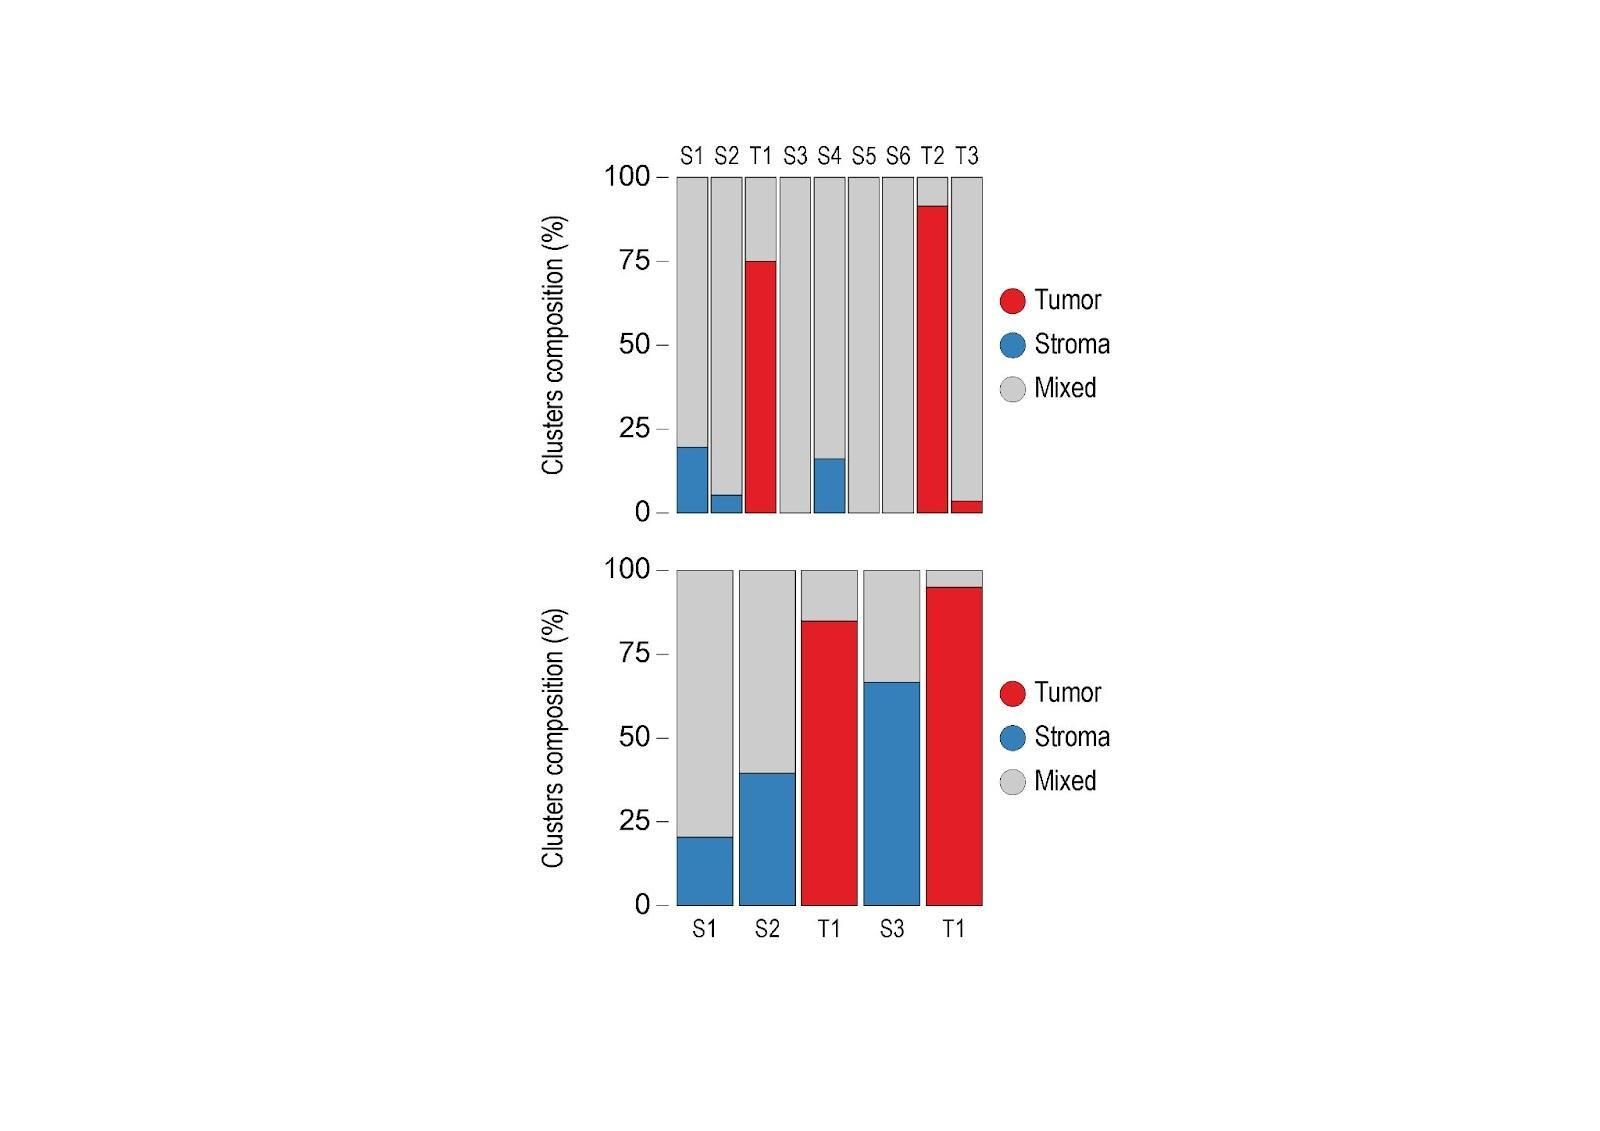 S1 S2 T1 S3 S4 S5 S6 T2 T3
100
75
50
25
0
Clusters composition (%)
Tumor
Stroma
Mixed
100
75
50
25
0
Clusters composition (%)
Tumor
Stroma
Mixed
S1 S2 T1 S3 T1